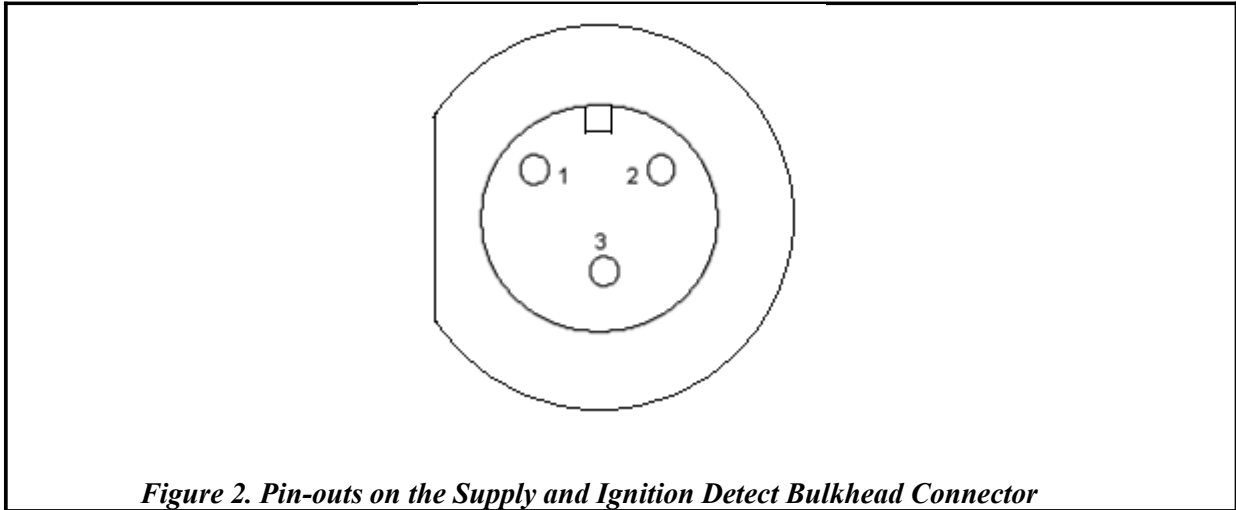 1 2
3
Figure 2. Pin-outs on the Supply and Ignition Detect Bulkhead Connector